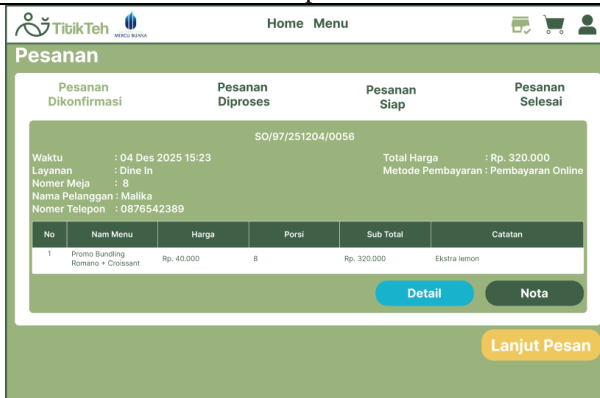 TitikTeh MERCU BUANA Home Menu
Pesanan
Pesanan Dikonfirmasi
Pesanan Diproses
Pesanan Siap
Pesanan Selesai
SO/97/251204/0056
Waktu : 04 Des 2025 15:23
Layanan : Dine In
Nomer Meja : 8
Nama Pelanggan : Malika
Nomer Telepon : 0876542389
Total Harga : Rp. 320.000
Metode Pembayaran : Pembayaran Online
No Nam Menu Harga Porsi Sub Total Catatan
1 Promo Bundling Romano + Croissant Rp. 40.000 8 Rp. 320.000 Ekstra lemon
Detail Nota
Lanjut Pesan